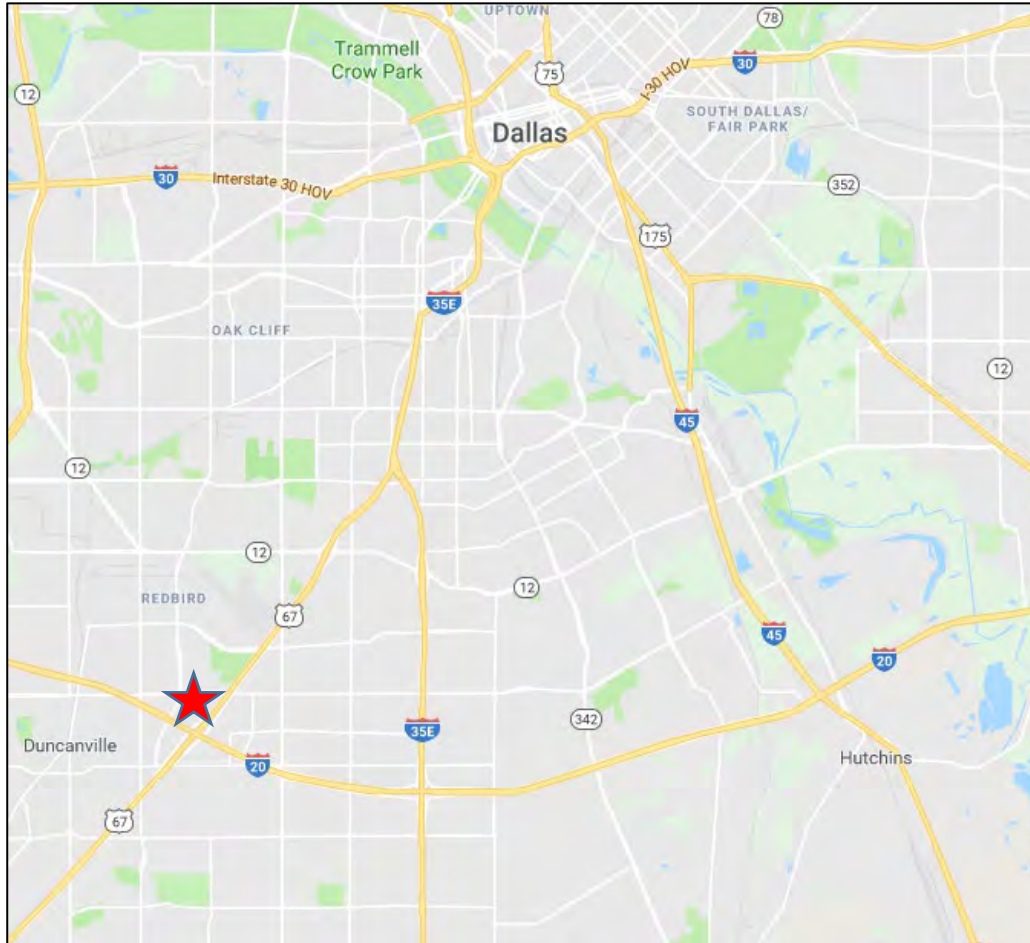 UPTOWN
78
Trammell
Crow Park
75
30
I-30 HOV
12
SOUTH DALLAS/
FAIR PARK
Dallas
30
Interstate 30 HOV
352
175
35E
OAK CLIFF
12
45
12
12
12
REDBIRD
67
45
20
342
35E
Duncanville
20
Hutchins
67